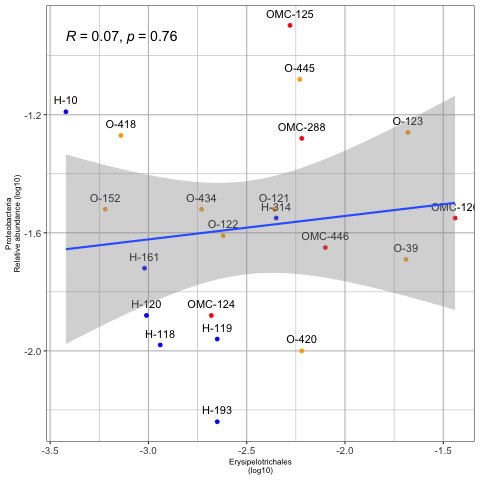 OMC-125
R = 0.07, p = 0.76
O-445
H-10
O-418
O-123
OMC-288
O-152
O-434
O-121
H-314
O-122
OMC-446
H-161
O-39
H-120
OMC-124
H-118
H-119
O-420
H-193
-1.2
-1.6
-2.0
Proteobacteria
Relative abundance (log10)
-3.5 -3.0 -2.5 -2.0 -1.5
Erysipelotrichales
(log10)